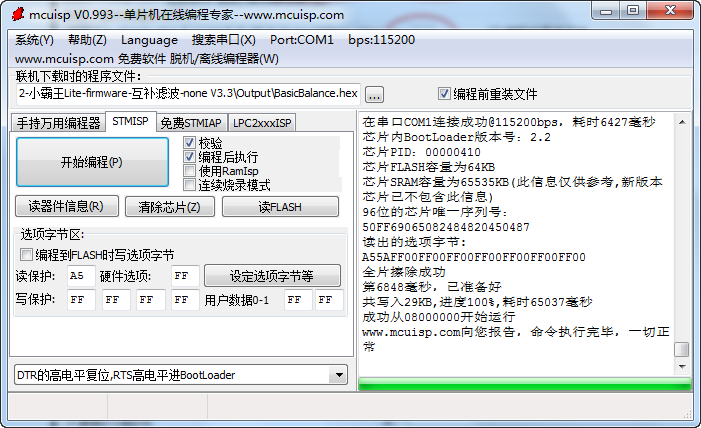 mcuisp V0.993--单片机在线编程专家--www.mcuisp.com
系统(Y) 帮助(Z) Language 搜索串口(X) Port:COM1 bps:115200
www.mcuisp.com 免费软件 脱机/离线编程器(W)
联机下载时的程序文件:
2-小霸王Lite-firmware-互补滤波-none V3.3\Output\BasicBalance.hex ... 编程前重装文件
手持万用编程器 STMISP 免费STMIAP LPC2xxxISP
开始编程(P)
校验
编程后执行
使用RamIsp
连续烧录模式
读器件信息(R) 清除芯片(Z) 读FLASH
选项字节区:
编程到FLASH时写选项字节
读保护: A5 硬件选项: FF 设定选项字节等
写保护: FF FF FF FF 用户数据0-1 FF FF
DTR的高电平复位,RTS高电平进BootLoader
在串口COM1连接成功@115200bps, 耗时6427毫秒
芯片内BootLoader版本号: 2.2
芯片PID: 00000410
芯片FLASH容量为64KB
芯片SRAM容量为65535KB(此信息仅供参考,新版本
芯片已不包含此信息)
96位的芯片唯一序列号:
50FF69065082484820450487
读出的选项字节:
A55AFF00FF00FF00FF00FF00FF00FF00
全片擦除成功
第6848毫秒, 已准备好
共写入29KB,进度100%,耗时65037毫秒
成功从08000000开始运行
www.mcuisp.com向您报告, 命令执行完毕, 一切正
常